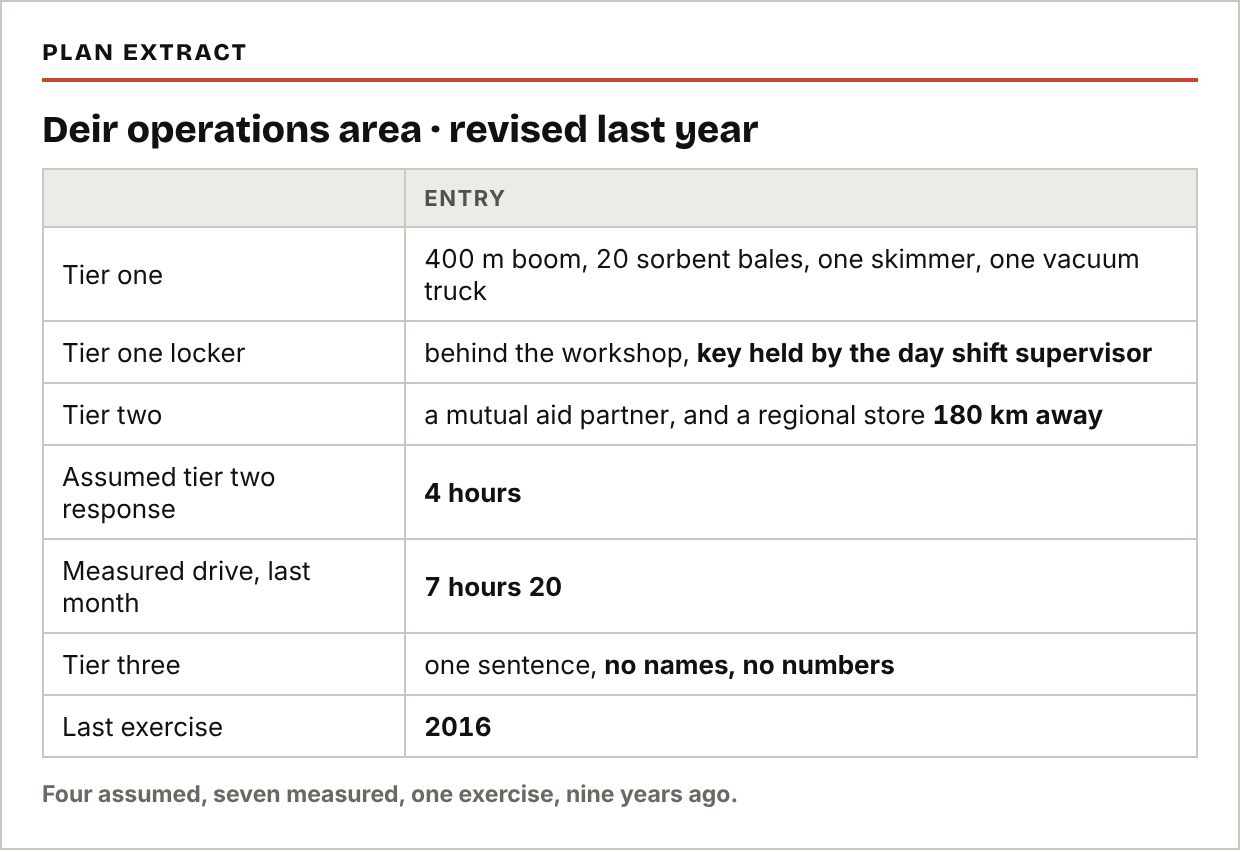 PLAN EXTRACT
Deir operations area · revised last year
ENTRY
Tier one
400 m boom, 20 sorbent bales, one skimmer, one vacuum
truck
Tier one locker
behind the workshop, key held by the day shift supervisor
Tier two
a mutual aid partner, and a regional store 180 km away
Assumed tier two
response
4 hours
Measured drive, last
month
7 hours 20
Tier three
one sentence, no names, no numbers
Last exercise
2016
Four assumed, seven measured, one exercise, nine years ago.